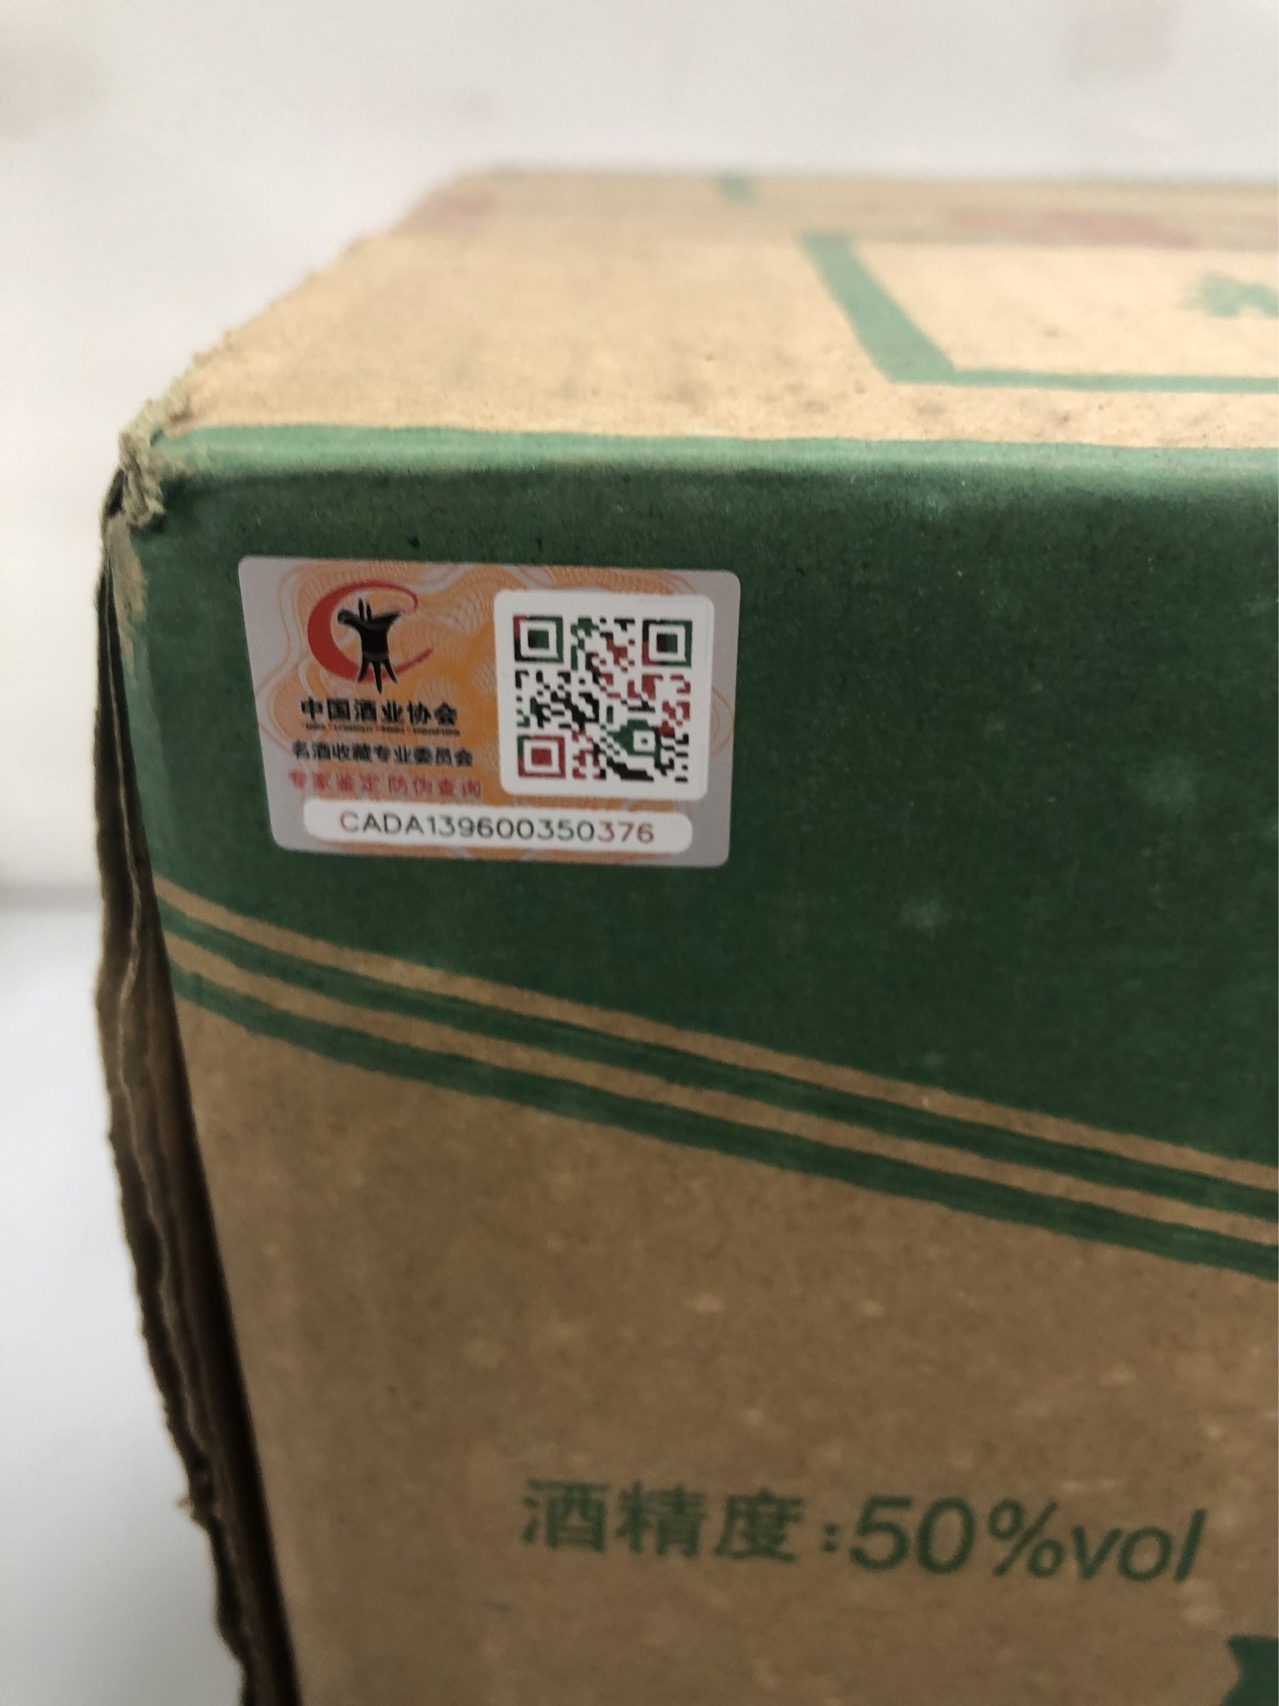 中国酒业协会
名酒收藏专业委员会
专家鉴定 防伪查询
CADA139600350376
酒精度:50%vol